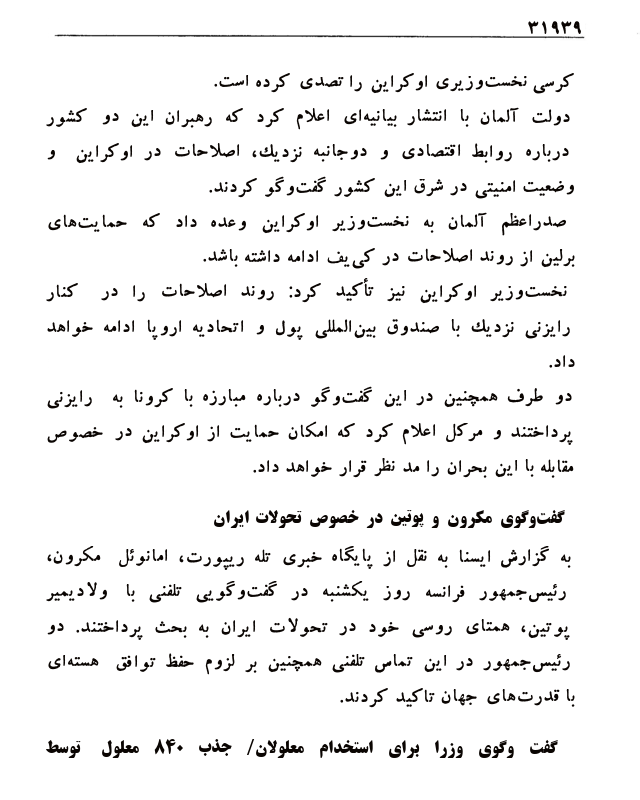 ۳۱۹۳۹
کرسی نخست‌وزیری اوکراین را تصدی کرده است.
دولت آلمان با انتشار بیانیه‌ای اعلام کرد که رهبران این دو کشور
درباره روابط اقتصادی و دوجانبه نزدیك، اصلاحات در اوکراین و
وضعیت امنیتی در شرق این کشور گفت‌وگو کردند.
صدراعظم آلمان به نخست‌وزیر اوکراین وعده داد که حمایت‌های
برلین از روند اصلاحات در کی‌یف ادامه داشته باشد.
نخست‌وزیر اوکراین نیز تأکید کرد: روند اصلاحات را در کنار
رایزنی نزدیك با صندوق بین‌المللی پول و اتحادیه اروپا ادامه خواهد
داد.
دو طرف همچنین در این گفت‌وگو درباره مبارزه با کرونا به رایزنی
پرداختند و مرکل اعلام کرد که امکان حمایت از اوکراین در خصوص
مقابله با این بحران را مد نظر قرار خواهد داد.
گفت‌وگوی مکرون و پوتین در خصوص تحولات ایران
به گزارش ایسنا به نقل از پایگاه خبری تله ریپورت، امانوئل مکرون،
رئیس‌جمهور فرانسه روز یکشنبه در گفت‌وگویی تلفنی با ولادیمیر
پوتین، همتای روسی خود در تحولات ایران به بحث پرداختند. دو
رئیس‌جمهور در این تماس تلفنی همچنین بر لزوم حفظ توافق هسته‌ای
با قدرت‌های جهان تاکید کردند.
گفت وگوی وزرا برای استخدام معلولان/ جذب ۸۴۰ معلول توسط